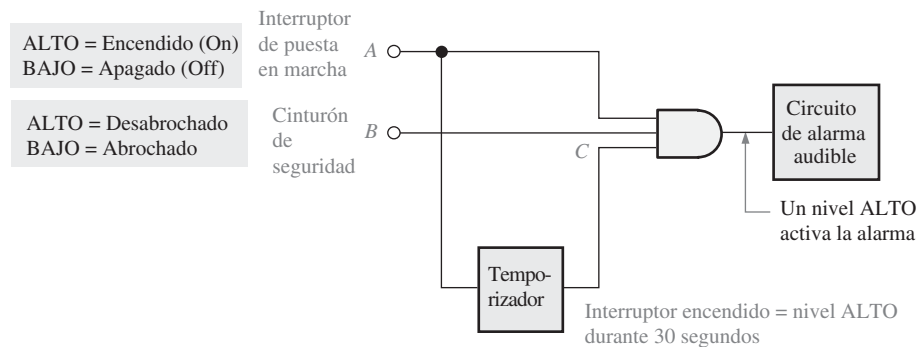 ALTO = Encendido (On)
BAJO = Apagado (Off)
Interruptor
de puesta
en marcha
A
ALTO = Desabrochado
BAJO = Abrochado
Cinturón
de
seguridad
B
C
Circuito
de alarma
audible
Un nivel ALTO
activa la alarma
Tempo-
rizador
Interruptor encendido = nivel ALTO
durante 30 segundos